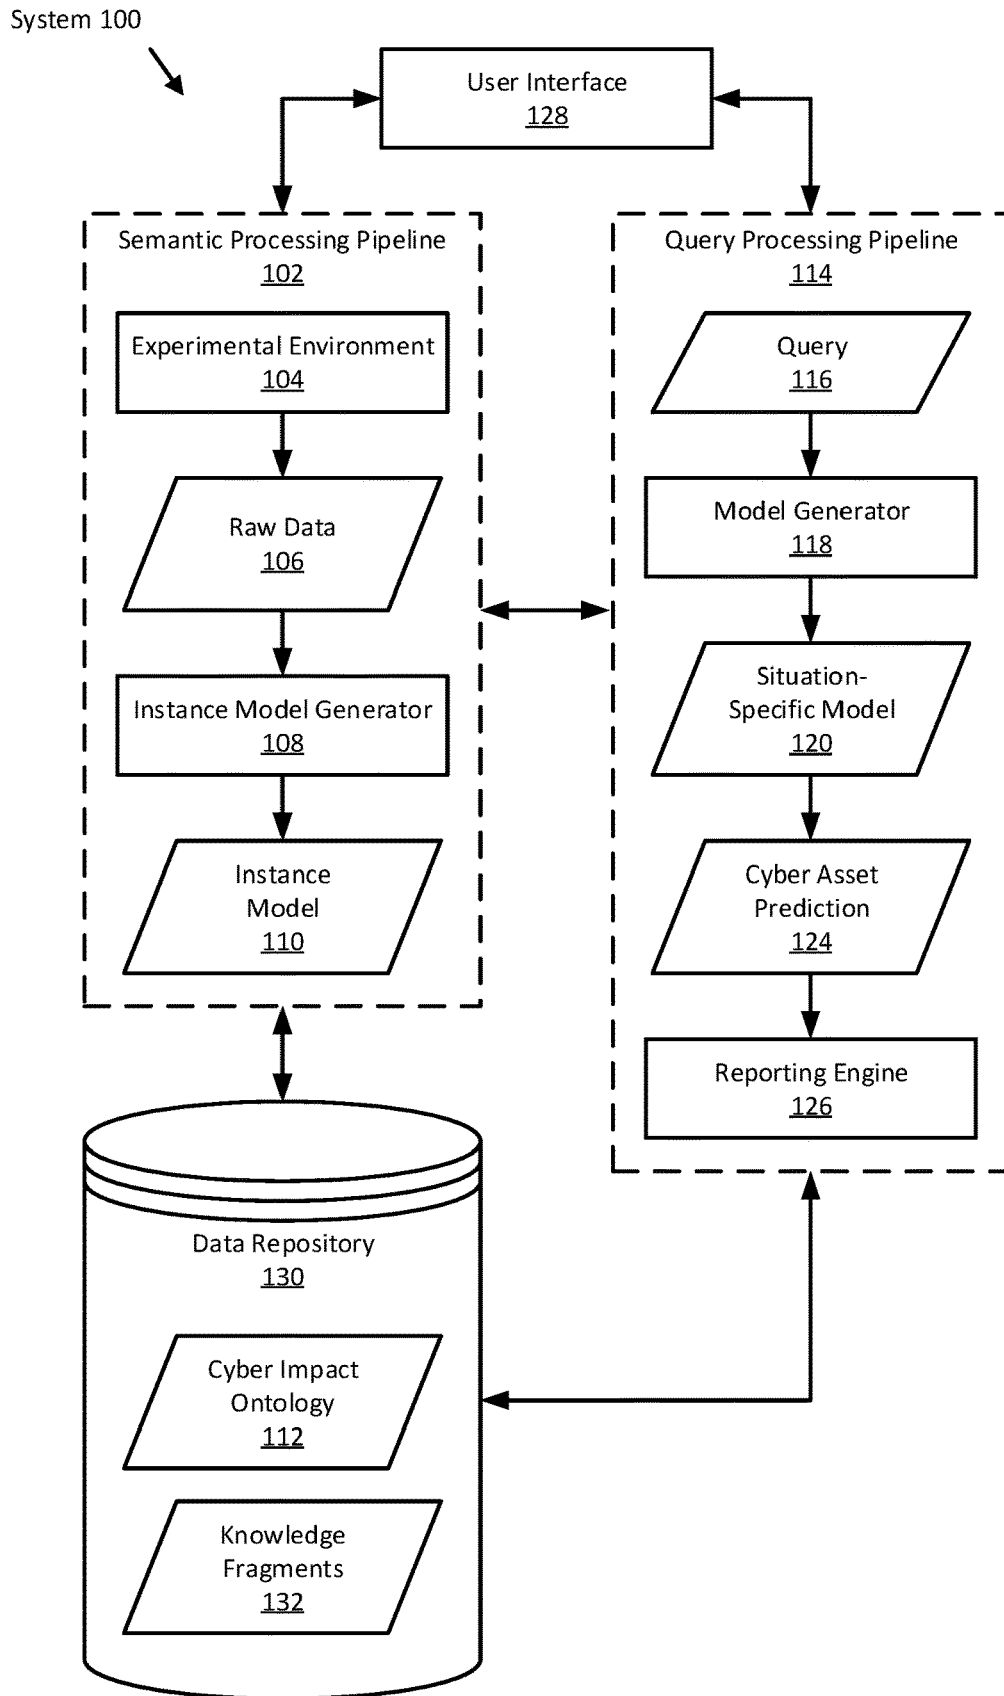 System 100
User Interface
128
Semantic Processing Pipeline
102
Experimental Environment
104
Raw Data
106
Instance Model Generator
108
Instance
Model
110
Query Processing Pipeline
114
Query
116
Model Generator
118
Situation-
Specific Model
120
Cyber Asset
Prediction
124
Reporting Engine
126
Data Repository
130
Cyber Impact
Ontology
112
Knowledge
Fragments
132